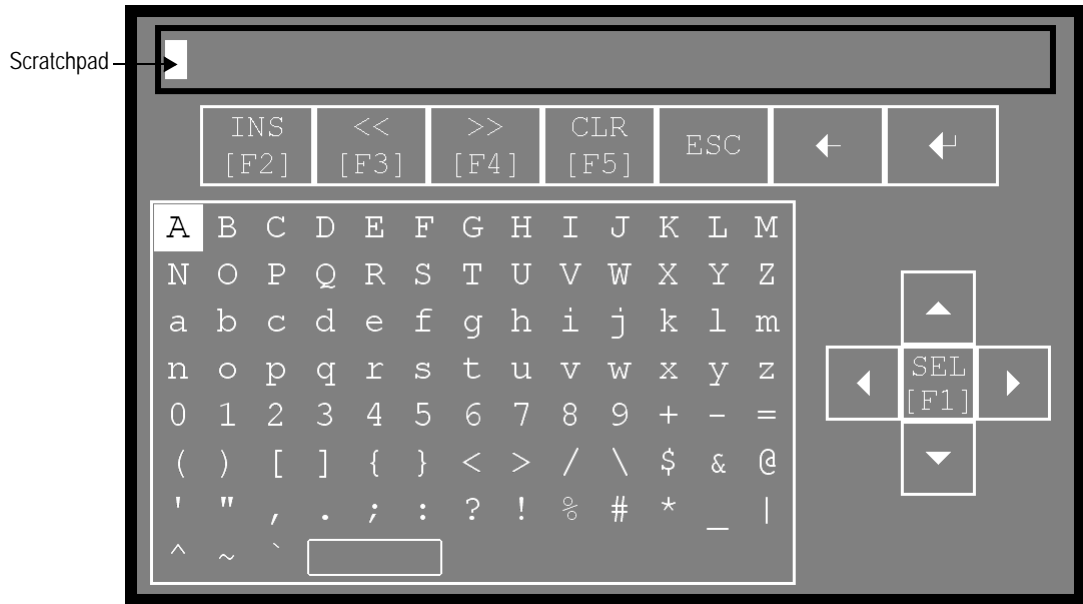 Scratchpad
INS << >> CLR ESC
[F2] [F3] [F4] [F5]
A B C D E F G H I J K L M
N O P Q R S T U V W X Y Z
a b c d e f g h i j k l m
n o p q r s t u v w x y z
SEL
[F1]
0 1 2 3 4 5 6 7 8 9 + - =
( ) [ ] { } < > / \ $ & @
' " , . ; : ? ! % # * _ |
^ ~ `